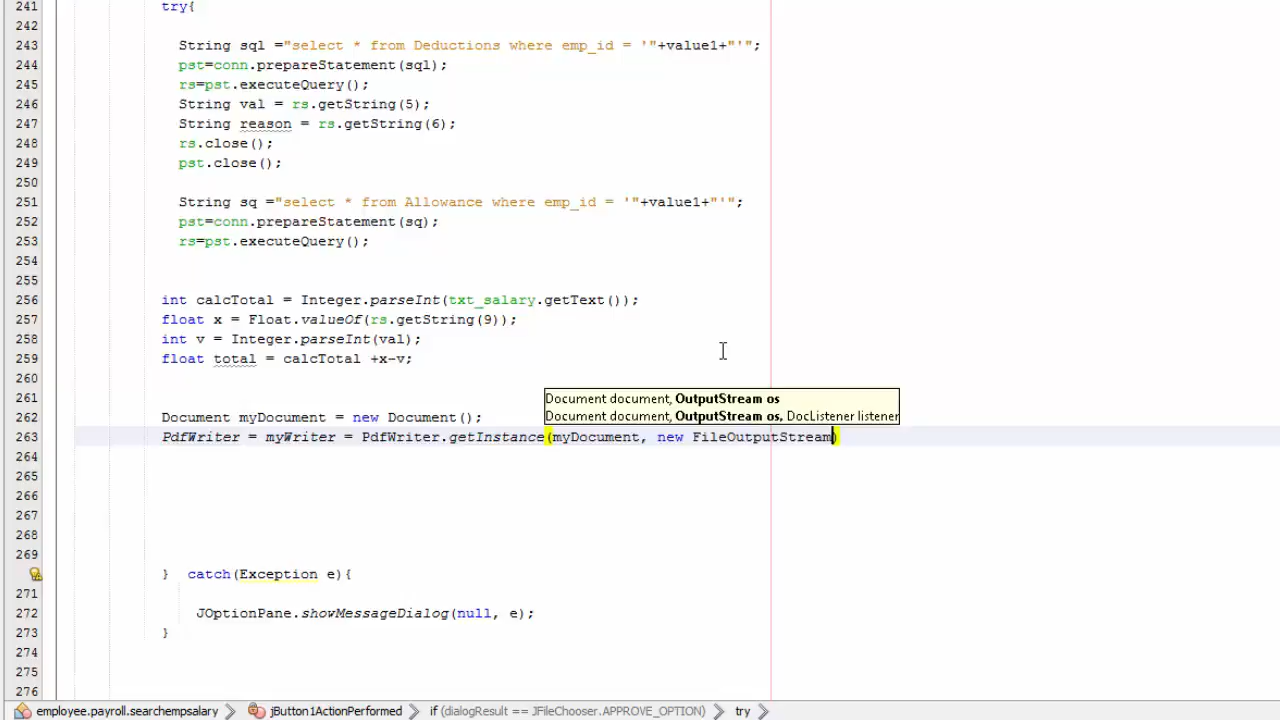 241 try{
242
243 String sql ="select * from Deductions where emp_id = '"+value1+"'";
244 pst=conn.prepareStatement(sql);
245 rs=pst.executeQuery();
246 String val = rs.getString(5);
247 String reason = rs.getString(6);
248 rs.close();
249 pst.close();
250
251 String sq ="select * from Allowance where emp_id = '"+value1+"'";
252 pst=conn.prepareStatement(sq);
253 rs=pst.executeQuery();
254
255
256 int calcTotal = Integer.parseInt(txt_salary.getText());
257 float x = Float.valueOf(rs.getString(9));
258 int v = Integer.parseInt(val);
259 float total = calcTotal +x-v;
260
261 Document document, OutputStream os
Document document, OutputStream os, DocListener listener
262 Document myDocument = new Document();
263 PdfWriter = myWriter = PdfWriter.getInstance(myDocument, new FileOutputStream)
264
265
266
267
268
269
} catch(Exception e){
271
272 JOptionPane.showMessageDialog(null, e);
273 }
274
275
276
employee.payroll.searchempsalary jButton1ActionPerformed if (dialogResult == JFileChooser.APPROVE_OPTION) try